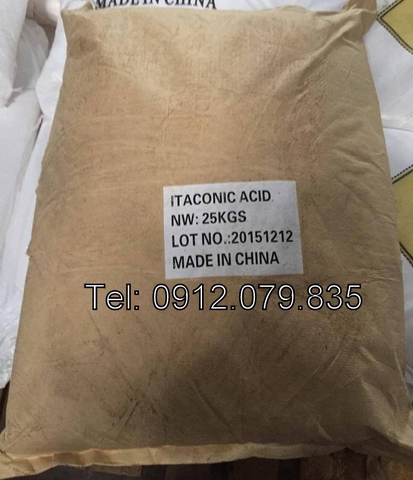 MADE IN CHINA
ITACONIC ACID
NW: 25KGS
LOT NO.:20151212
MADE IN CHINA
Tel: 0912.079.835